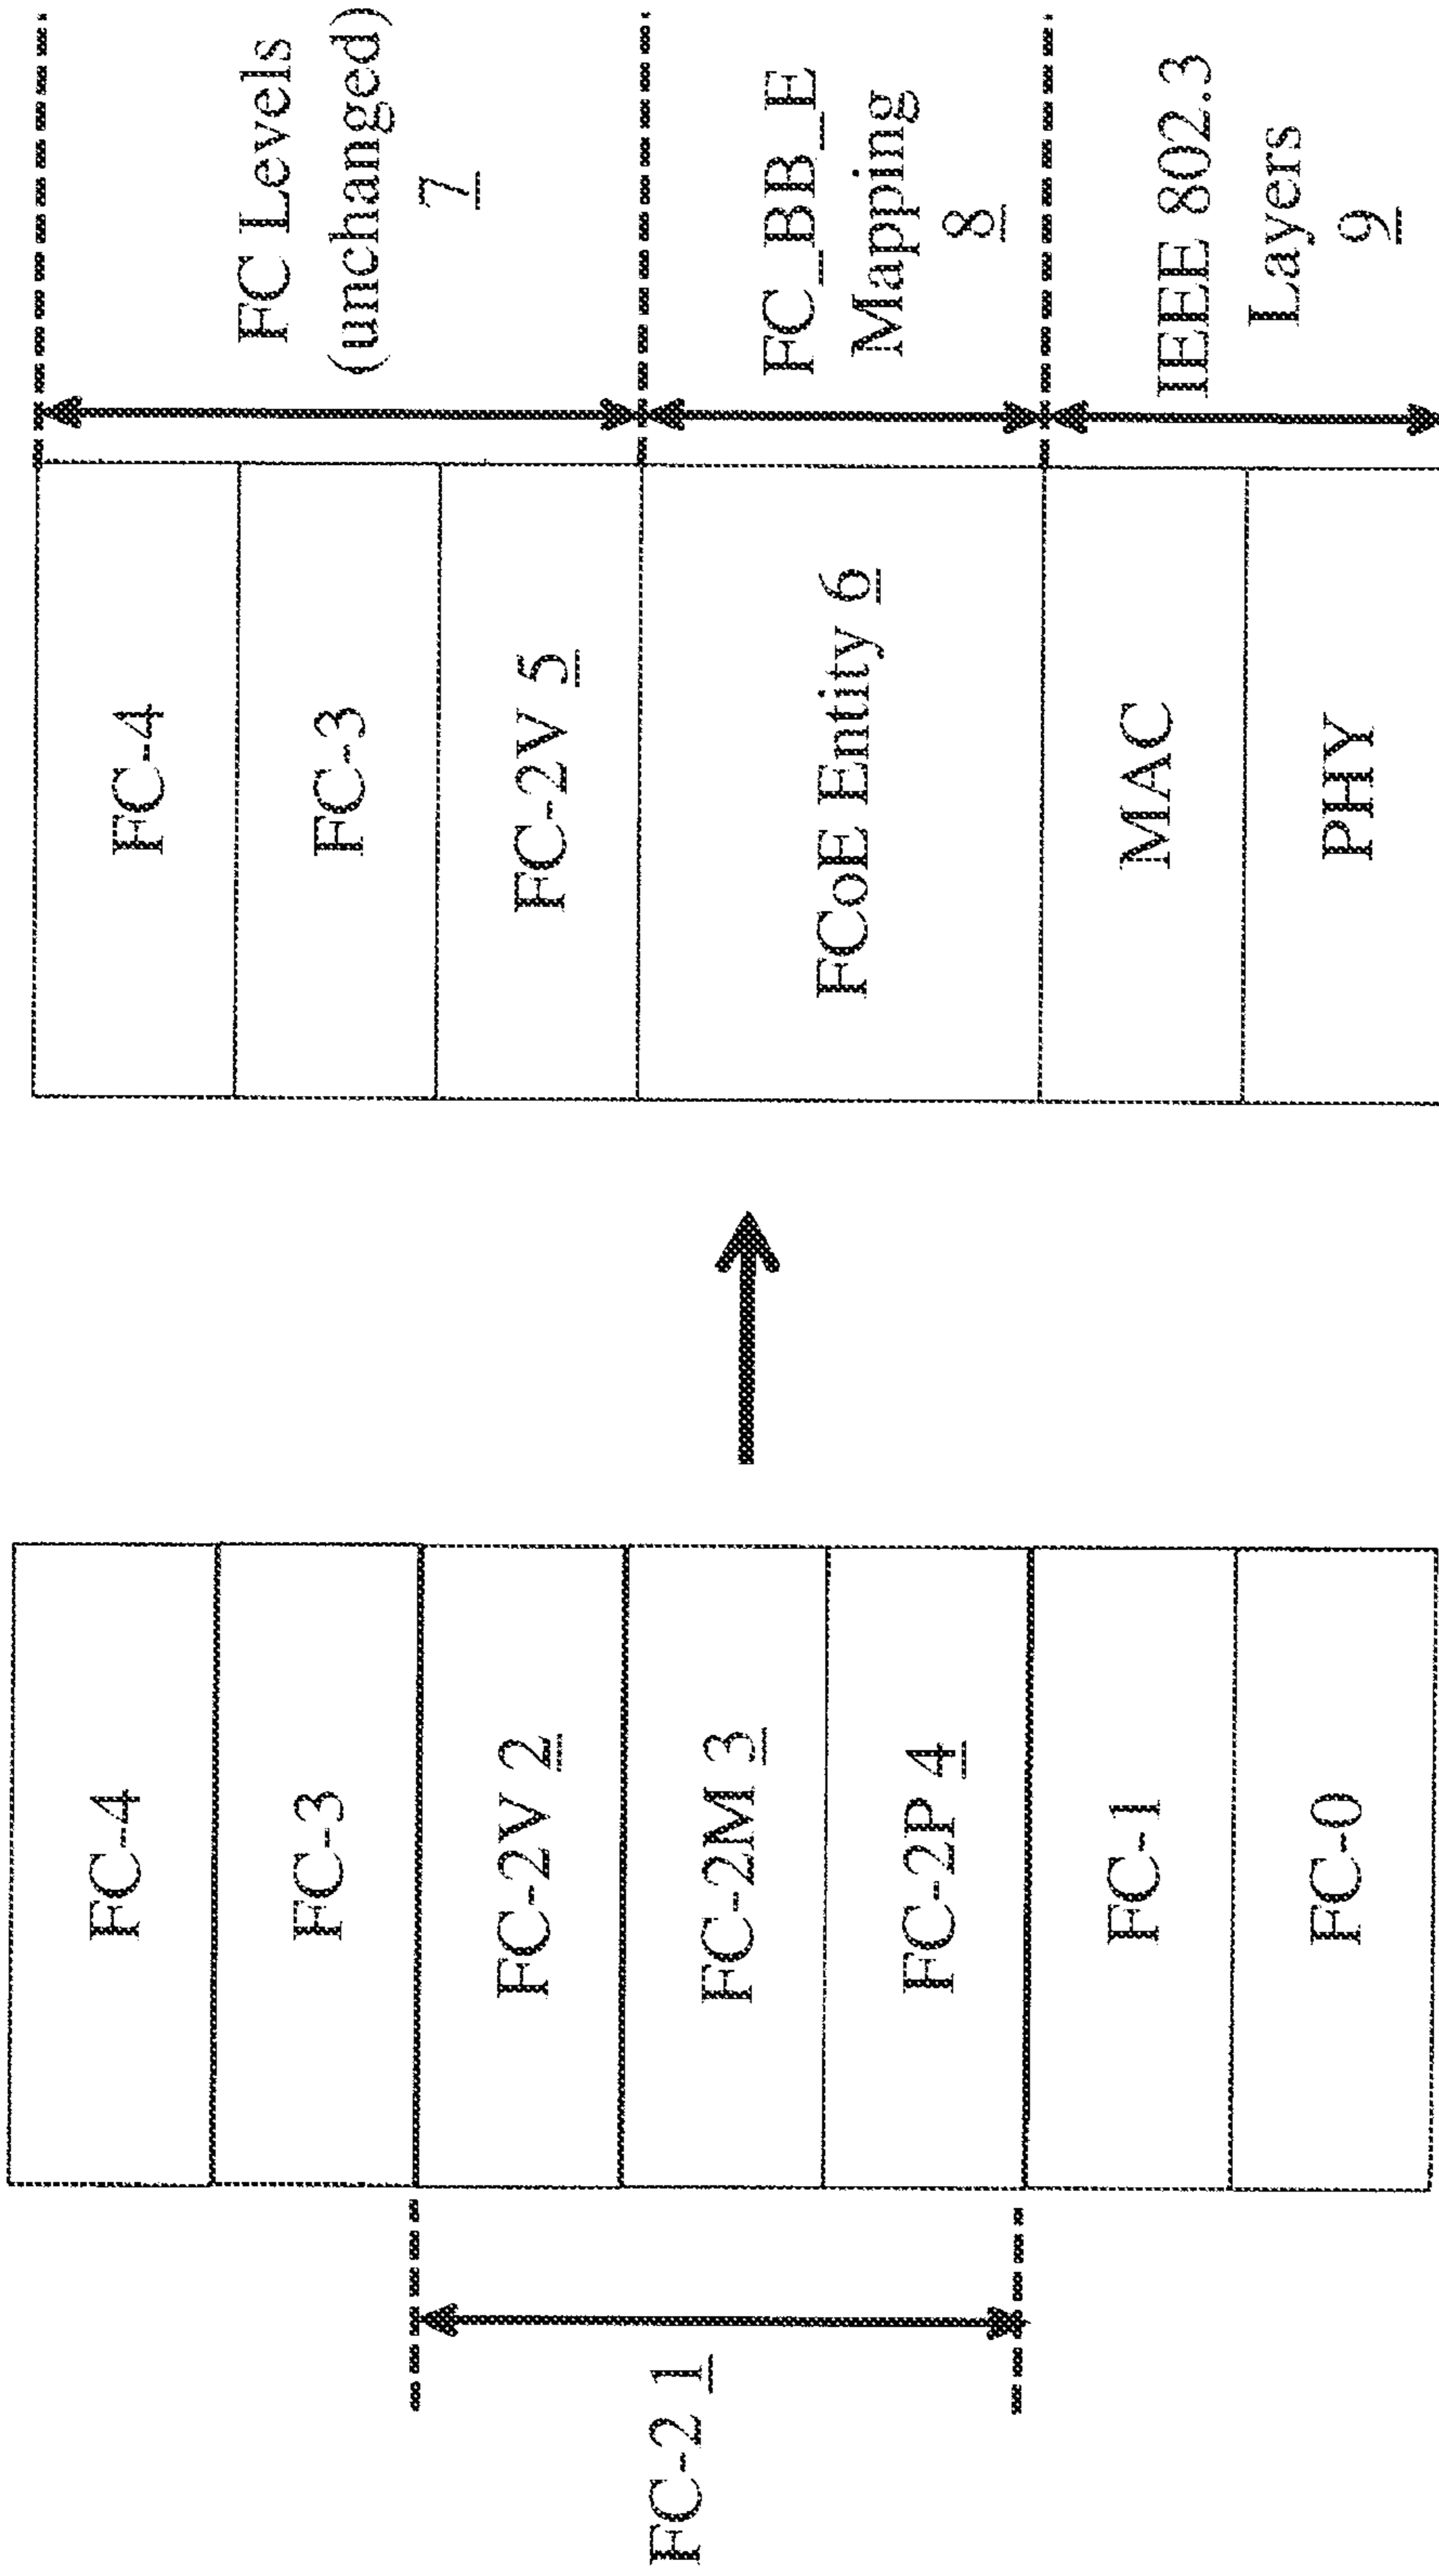 FC-2 1
FC-4
FC-3
FC-2V 2
FC-2M 3
FC-2P 4
FC-1
FC-0
FC-4
FC-3
FC-2V 5
FCoE Entity 6
MAC
PHY
FC Levels
(unchanged)
7
FC_BB_E
Mapping
8
IEEE 802.3
Layers
9